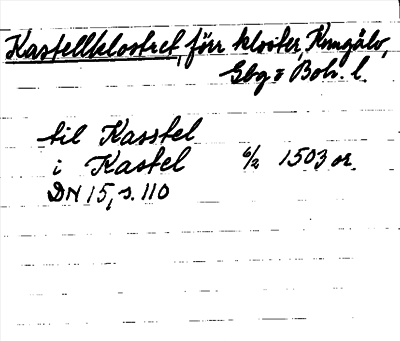 Kastellklostret, förr kloster, Kungälv,
Gbg o Boh. l.
til Kasstel
i Kastel 6/2 1503 or.
DN 15, s. 110